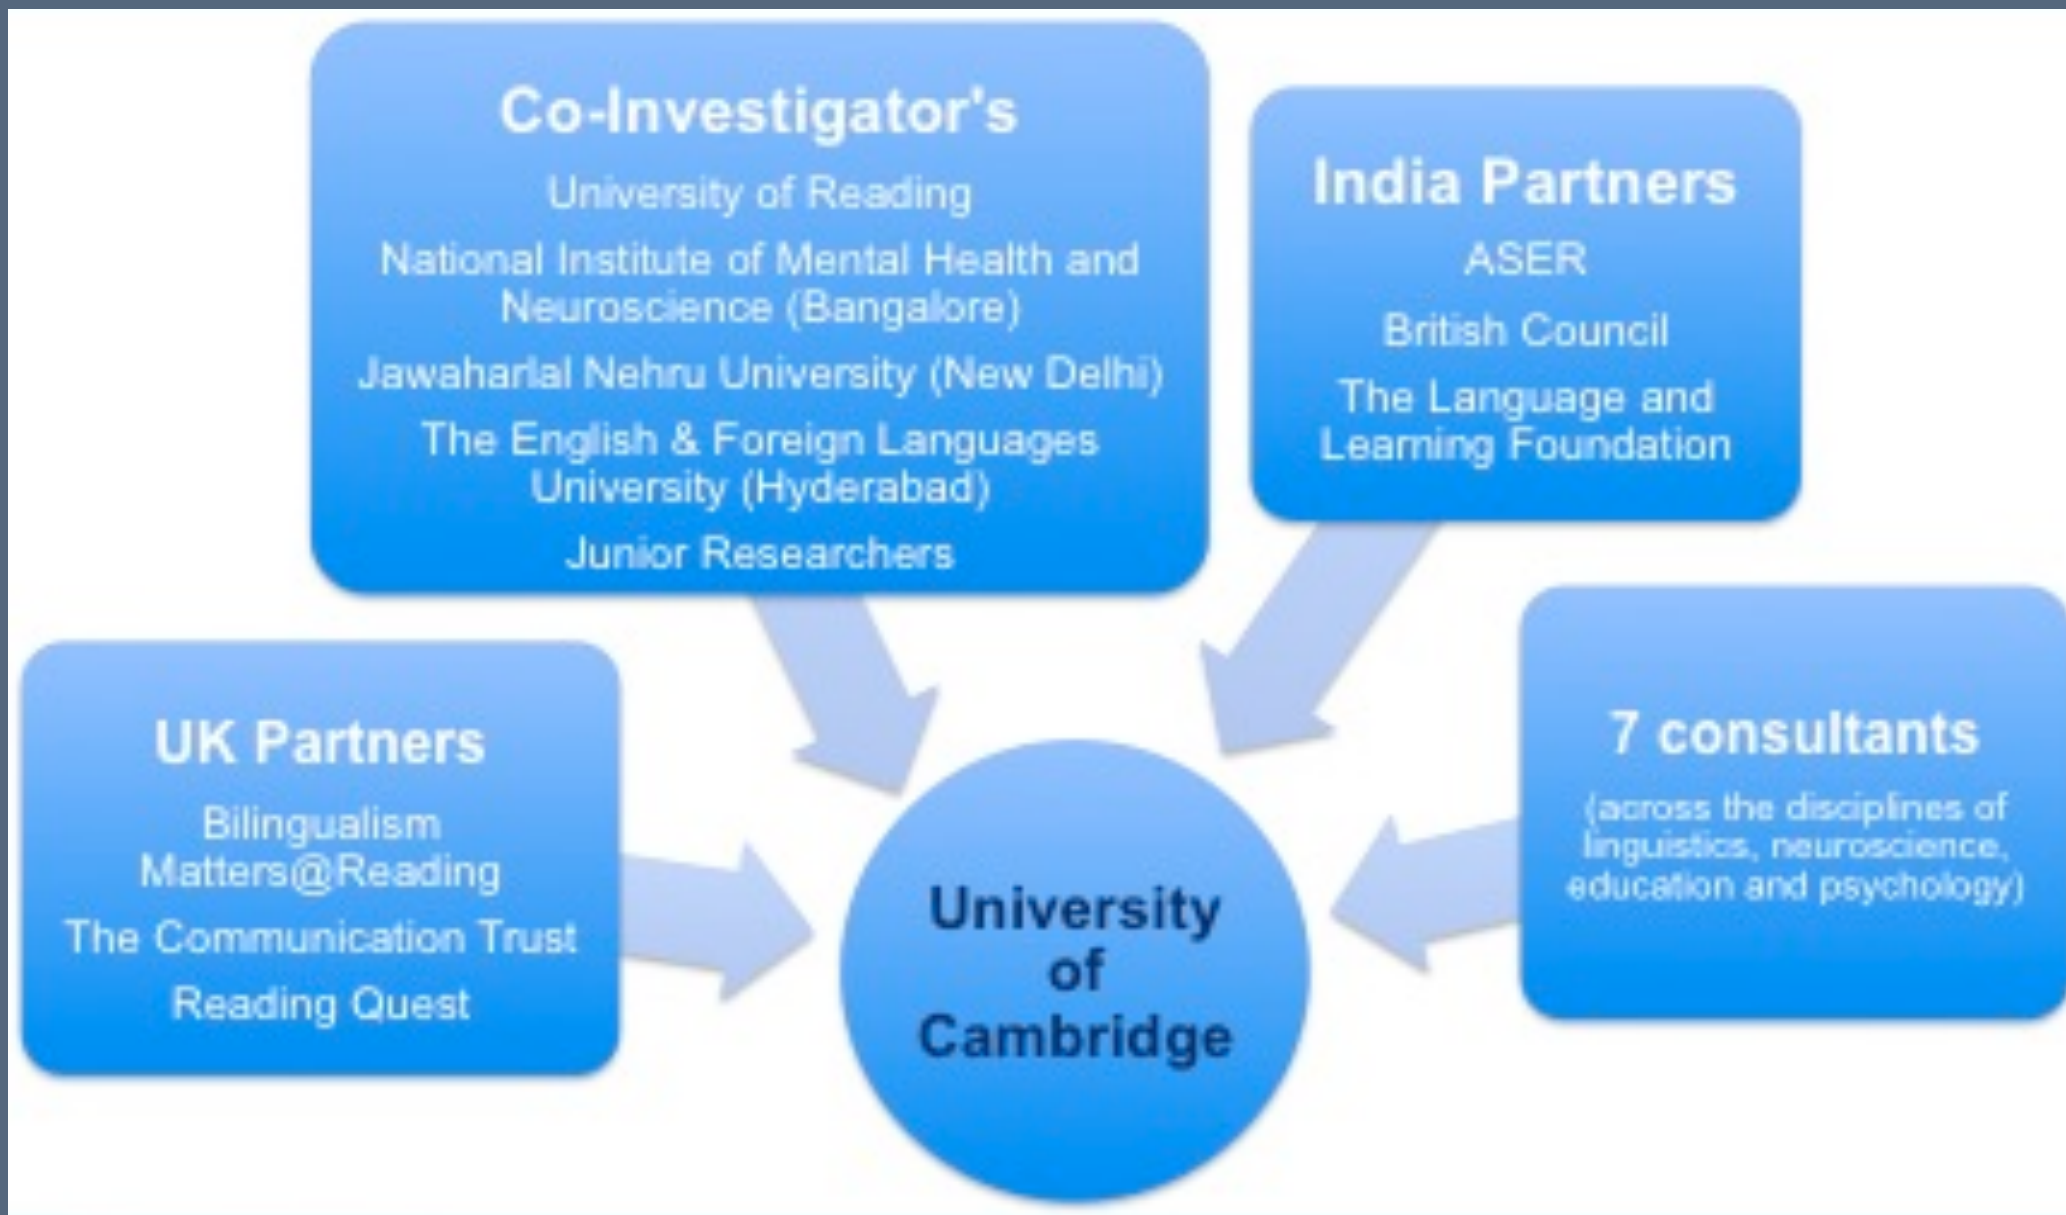 Co-Investigator's
University of Reading
National Institute of Mental Health and
Neuroscience (Bangalore)
Jawaharlal Nehru University (New Delhi)
The English & Foreign Languages
University (Hyderabad)
Junior Researchers
India Partners
ASER
British Council
The Language and
Learning Foundation
UK Partners
Bilingualism
Matters@Reading
The Communication Trust
Reading Quest
7 consultants
(across the disciplines of
linguistics, neuroscience,
education and psychology)
University
of
Cambridge